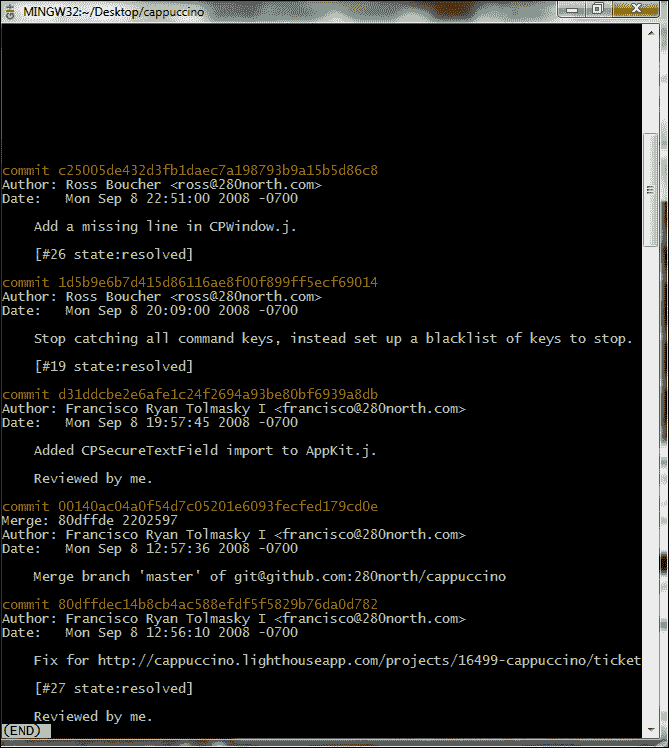 MINGW32:~/Desktop/cappuccino
commit c25005de432d3fb1daec7a198793b9a15b5d86c8
Author: Ross Boucher <ross@280north.com>
Date:   Mon Sep 8 22:51:00 2008 -0700
Add a missing line in CPWindow.j.
[#26 state:resolved]
commit 1d5b9e6b7d415d86116ae8f00f899ff5ecf69014
Author: Ross Boucher <ross@280north.com>
Date:   Mon Sep 8 20:09:00 2008 -0700
Stop catching all command keys, instead set up a blacklist of keys to stop.
[#19 state:resolved]
commit d31ddcbe2e6afe1c24f2694a93be80bf6939a8db
Author: Francisco Ryan Tolmasky I <francisco@280north.com>
Date:   Mon Sep 8 19:57:45 2008 -0700
Added CPSecureTextField import to AppKit.j.
Reviewed by me.
commit 00140ac04a0f54d7c05201e6093fecfed179cd0e
Merge: 80dffde 2202597
Author: Francisco Ryan Tolmasky I <francisco@280north.com>
Date:   Mon Sep 8 12:57:36 2008 -0700
Merge branch 'master' of git@github.com:280north/cappuccino
commit 80dffdec14b8cb4ac588efdf5f5829b76da0d782
Author: Francisco Ryan Tolmasky I <francisco@280north.com>
Date:   Mon Sep 8 12:56:10 2008 -0700
Fix for http://cappuccino.lighthouseapp.com/projects/16499-cappuccino/ticket
[#27 state:resolved]
Reviewed by me.
(END)